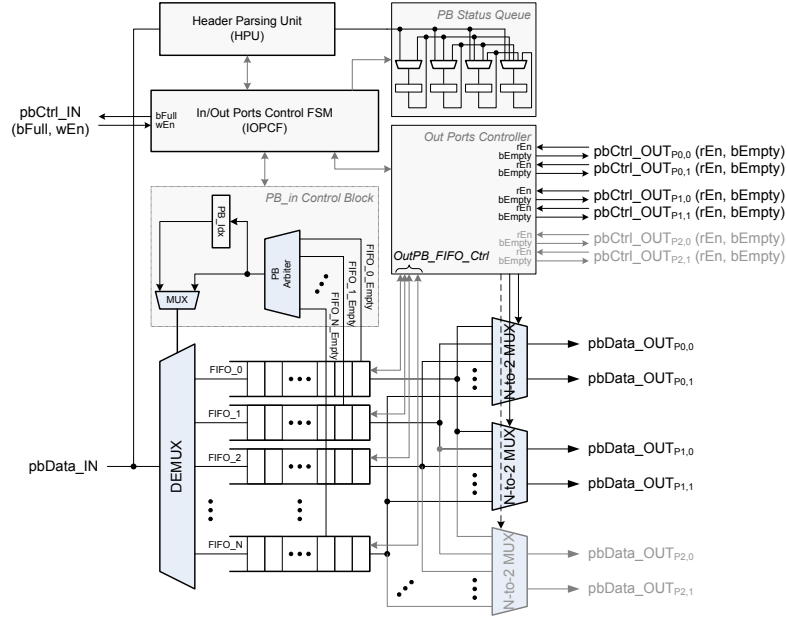 Header Parsing Unit
(HPU)
PB Status Queue
pbCtrl_IN
(bFull, wEn)
bFull
wEn
In/Out Ports Control FSM
(IOPCF)
Out Ports Controller
rEn
bEmpty
rEn
bEmpty
rEn
bEmpty
rEn
bEmpty
rEn
bEmpty
rEn
bEmpty
pbCtrl_OUTP0,0 (rEn, bEmpty)
pbCtrl_OUTP0,1 (rEn, bEmpty)
pbCtrl_OUTP1,0 (rEn, bEmpty)
pbCtrl_OUTP1,1 (rEn, bEmpty)
pbCtrl_OUTP2,0 (rEn, bEmpty)
pbCtrl_OUTP2,1 (rEn, bEmpty)
OutPB_FIFO_Ctrl
PB_in Control Block
PB_Idx
PB
Arbiter
MUX
FIFO_0_Empty
FIFO_1_Empty
FIFO_N_Empty
pbData_IN
DEMUX
FIFO_0
FIFO_1
FIFO_2
FIFO_N
N-to-2 MUX
N-to-2 MUX
N-to-2 MUX
pbData_OUTP0,0
pbData_OUTP0,1
pbData_OUTP1,0
pbData_OUTP1,1
pbData_OUTP2,0
pbData_OUTP2,1